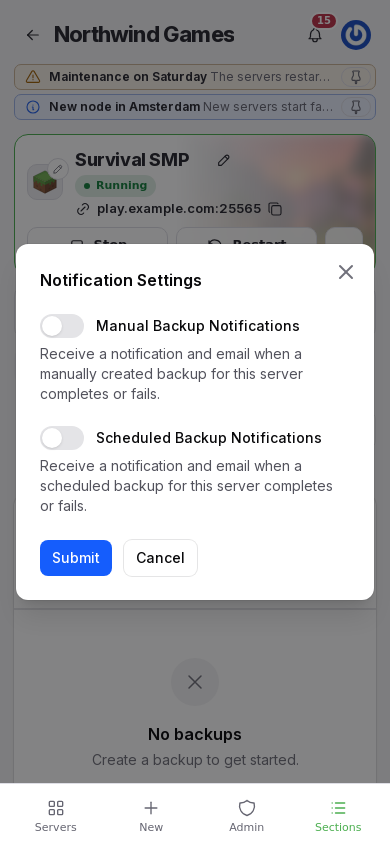 Northwind Games
15
Maintenance on Saturday The servers restar...
New node in Amsterdam New servers start fa...
Survival SMP
Running
play.example.com:25565
Stop
Restart
Notification Settings
Manual Backup Notifications
Receive a notification and email when a
manually created backup for this server
completes or fails.
Scheduled Backup Notifications
Receive a notification and email when a
scheduled backup for this server completes
or fails.
Submit
Cancel
No backups
Create a backup to get started.
Servers
New
Admin
Sections